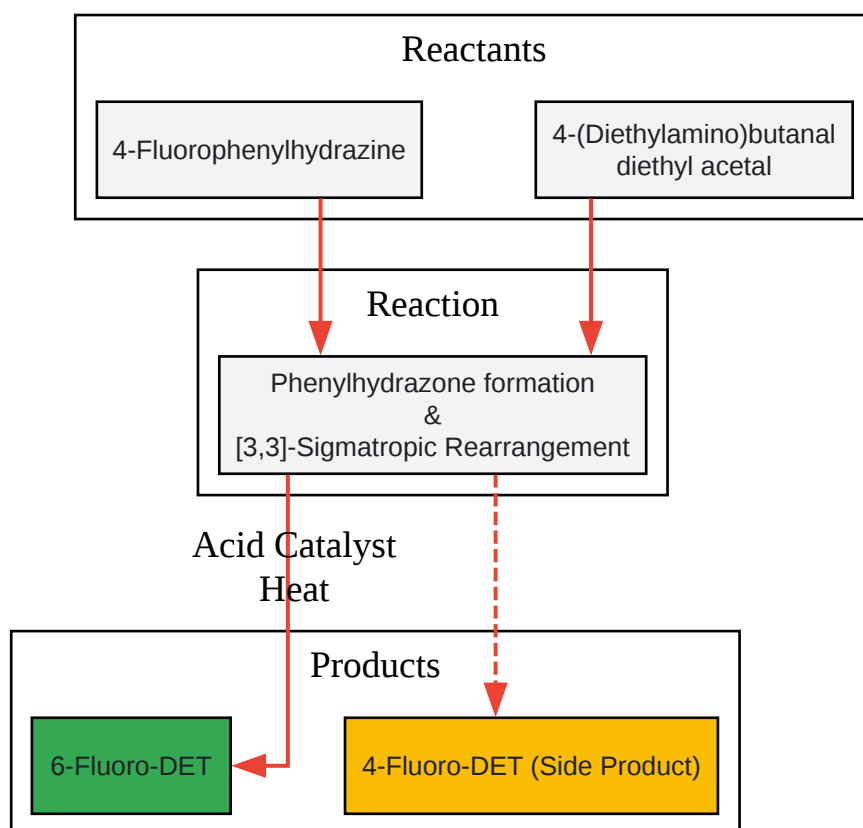 Reactants
4-Fluorophenylhydrazine
4-(Diethylamino)butanal
diethyl acetal
Reaction
Phenylhydrazone formation
&
[3,3]-Sigmatropic Rearrangement
Acid Catalyst
Heat
Products
6-Fluoro-DET
4-Fluoro-DET (Side Product)